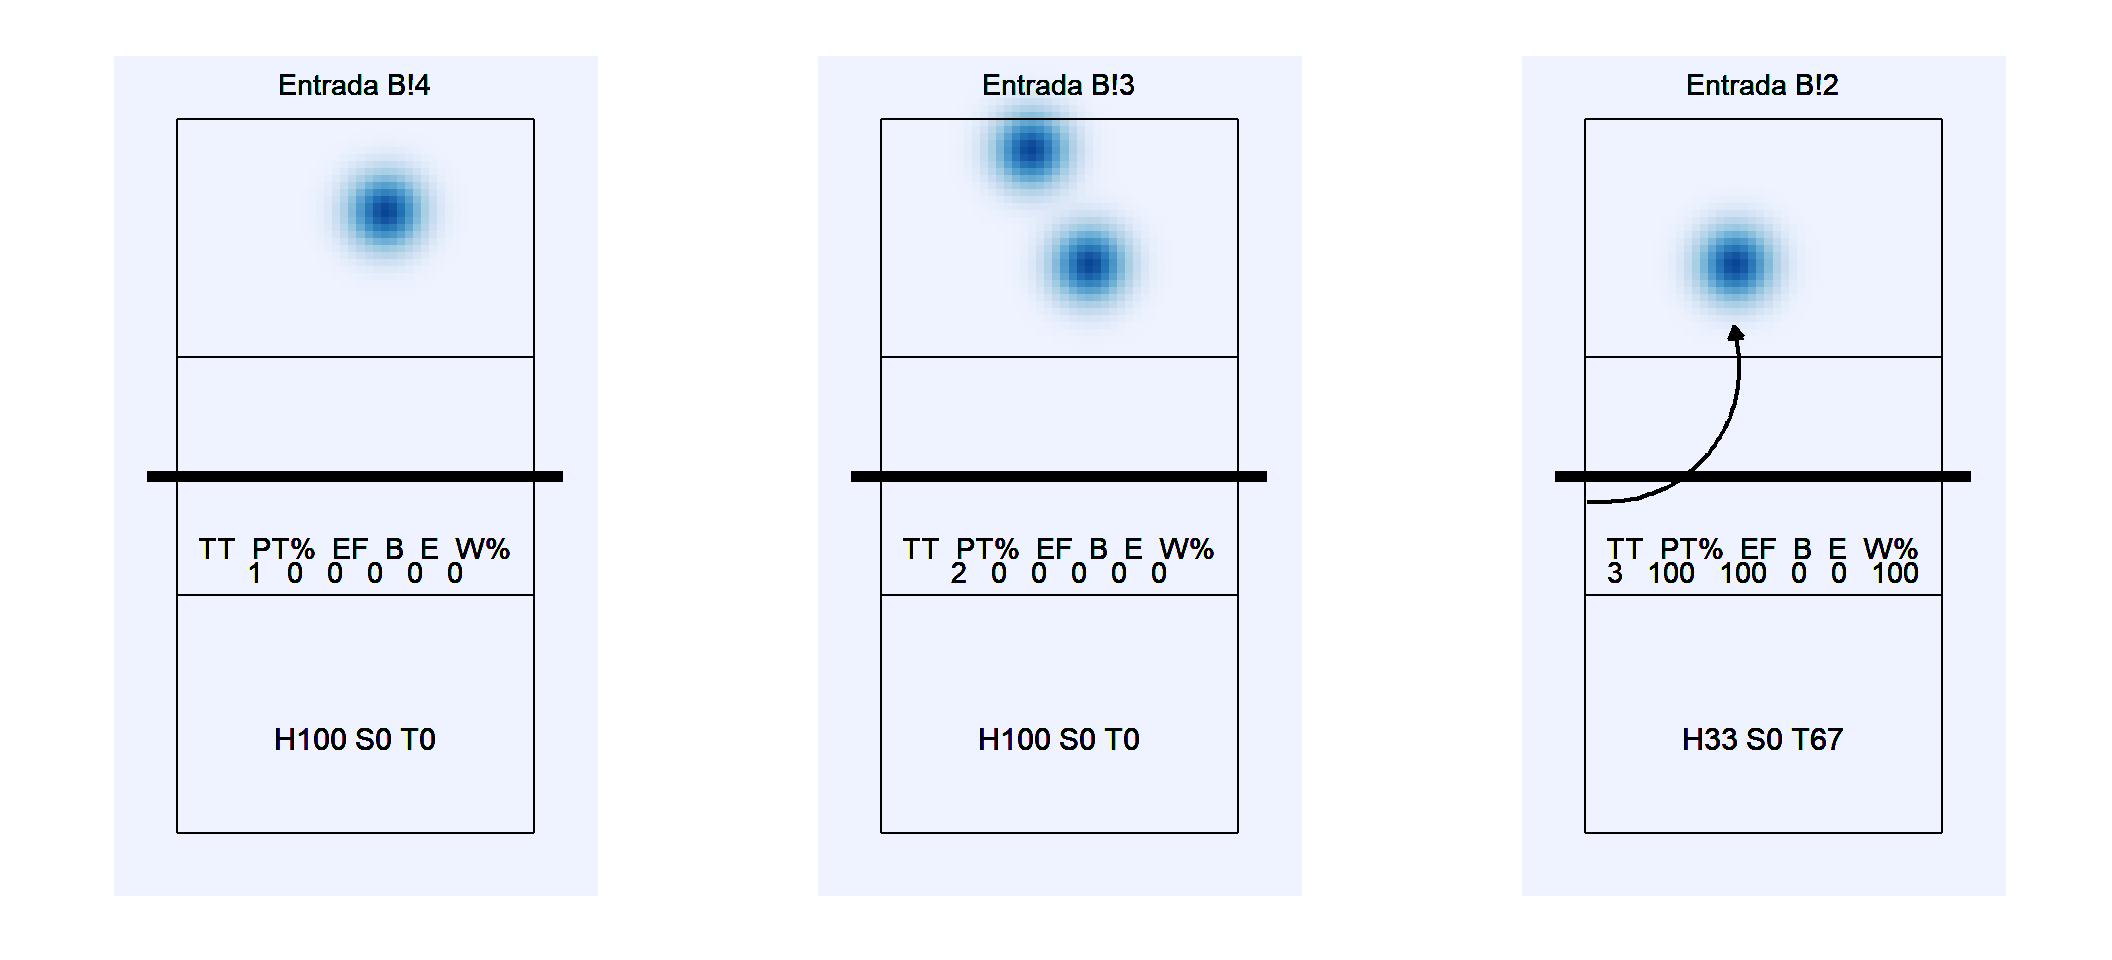 Entrada B!4
TT PT% EF B E W%
1 0 0 0 0 0
H100 S0 T0
Entrada B!3
TT PT% EF B E W%
2 0 0 0 0 0
H100 S0 T0
Entrada B!2
TT PT% EF B E W%
3 100 100 0 0 100
H33 S0 T67